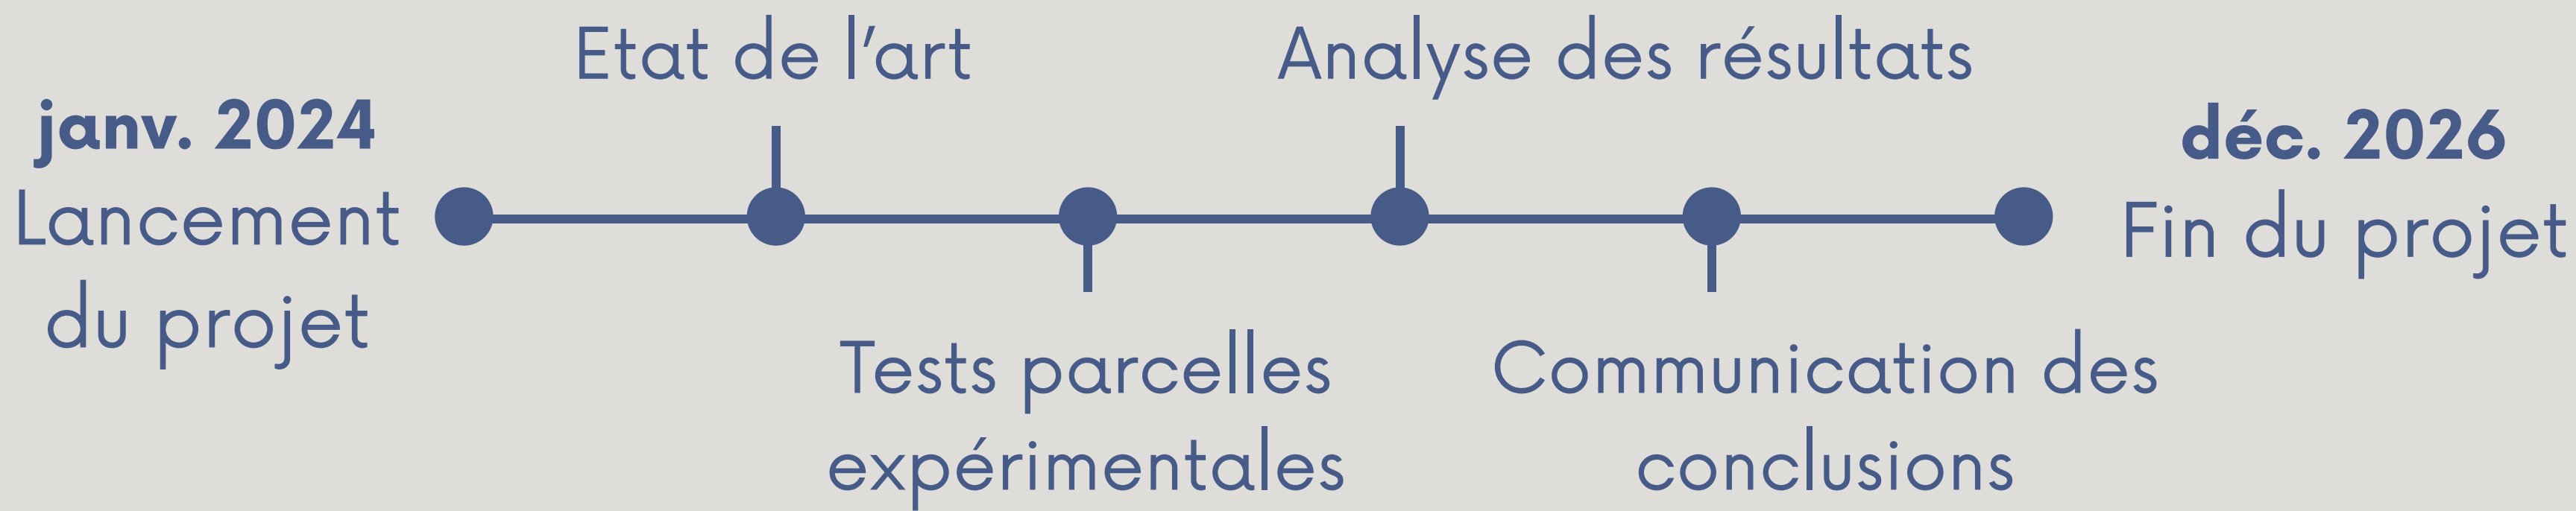 janv. 2024
Lancement
du projet
Etat de l'art
Tests parcelles
expérimentales
Analyse des résultats
Communication des
conclusions
déc. 2026
Fin du projet